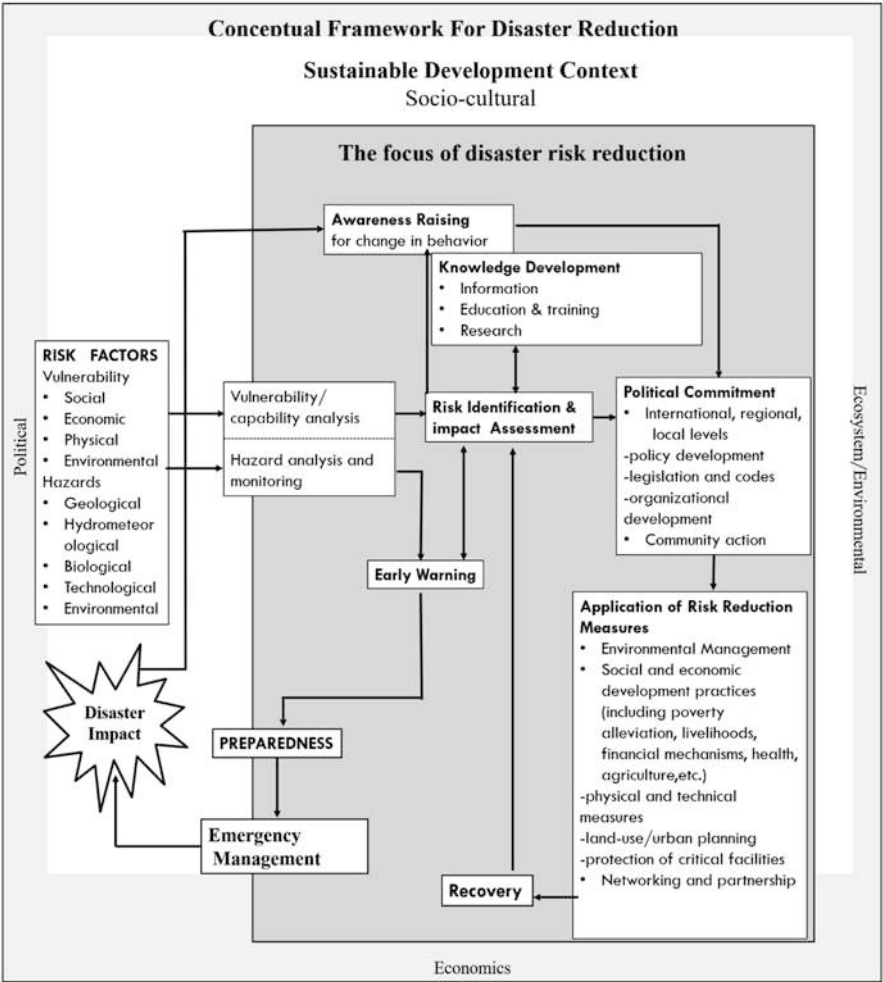 Conceptual Framework For Disaster Reduction
Sustainable Development Context
Socio-cultural
The focus of disaster risk reduction
Awareness Raising
for change in behavior
Knowledge Development
• Information
• Education & training
• Research
Political
RISK FACTORS
Vulnerability
• Social
• Economic
• Physical
• Environmental
Hazards
• Geological
• Hydrometeor
ological
• Biological
• Technological
• Environmental
Vulnerability/
capability analysis
Hazard analysis and
monitoring
Risk Identification &
impact Assessment
Political Commitment
• International, regional,
local levels
-policy development
-legislation and codes
-organizational
development
• Community action
Ecosystem/Environmental
Early Warning
Application of Risk Reduction
Measures
• Environmental Management
• Social and economic
development practices
(including poverty
alleviation, livelihoods,
financial mechanisms, health,
agriculture,etc.)
-physical and technical
measures
-land-use/urban planning
-protection of critical facilities
• Networking and partnership
Disaster
Impact
PREPAREDNESS
Emergency
Management
Recovery
Economics